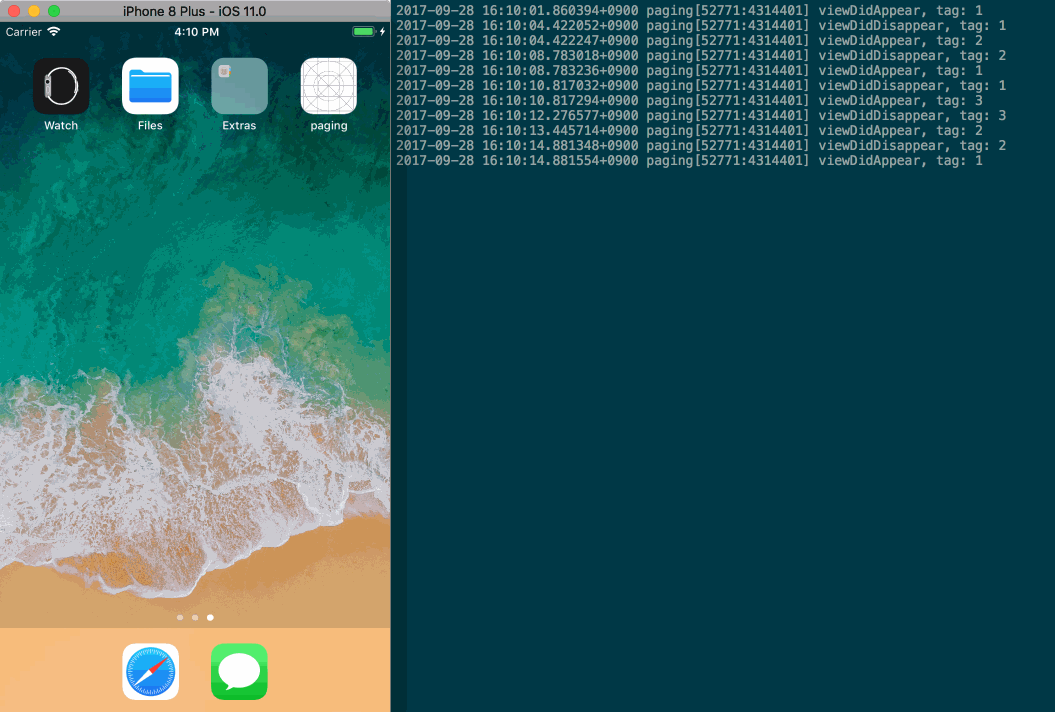 iPhone 8 Plus - iOS 11.0
Carrier 4:10 PM
Watch Files Extras paging
2017-09-28 16:10:01.860394+0900 paging[52771:4314401] viewDidAppear, tag: 1
2017-09-28 16:10:04.422052+0900 paging[52771:4314401] viewDidDisappear, tag: 1
2017-09-28 16:10:04.422247+0900 paging[52771:4314401] viewDidAppear, tag: 2
2017-09-28 16:10:08.783018+0900 paging[52771:4314401] viewDidDisappear, tag: 2
2017-09-28 16:10:08.783236+0900 paging[52771:4314401] viewDidAppear, tag: 1
2017-09-28 16:10:10.817032+0900 paging[52771:4314401] viewDidDisappear, tag: 1
2017-09-28 16:10:10.817294+0900 paging[52771:4314401] viewDidAppear, tag: 3
2017-09-28 16:10:12.276577+0900 paging[52771:4314401] viewDidDisappear, tag: 3
2017-09-28 16:10:13.445714+0900 paging[52771:4314401] viewDidAppear, tag: 2
2017-09-28 16:10:14.881348+0900 paging[52771:4314401] viewDidDisappear, tag: 2
2017-09-28 16:10:14.881554+0900 paging[52771:4314401] viewDidAppear, tag: 1